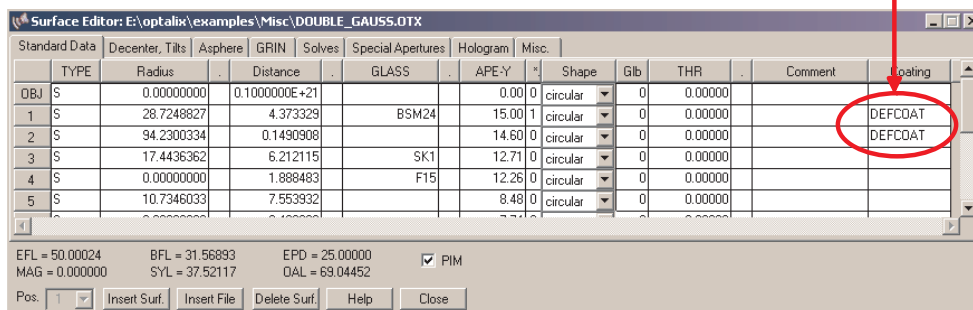 Surface Editor: E:\optalix\examples\Misc\DOUBLE_GAUSS.OTX
Standard Data Decenter, Tilts Asphere GRIN Solves Special Apertures Hologram Misc.
TYPE Radius . Distance . GLASS . APE-Y * Shape Glb THR . Comment Coating
OBJ S 0.00000000 0.1000000E+21 0.00 0 circular 0 0.00000
1 S 28.7248827 4.373329 BSM24 15.00 1 circular 0 0.00000 DEFCOAT
2 S 94.2300334 0.1490908 14.60 0 circular 0 0.00000 DEFCOAT
3 S 17.4436362 6.212115 SK1 12.71 0 circular 0 0.00000
4 S 0.00000000 1.888483 F15 12.26 0 circular 0 0.00000
5 S 10.7346033 7.553932 8.48 0 circular 0 0.00000
EFL = 50.00024 BFL = 31.56893 EPD = 25.00000 PIM
MAG = 0.000000 SYL = 37.52117 OAL = 69.04452
Pos. 1 Insert Surf. Insert File Delete Surf. Help Close